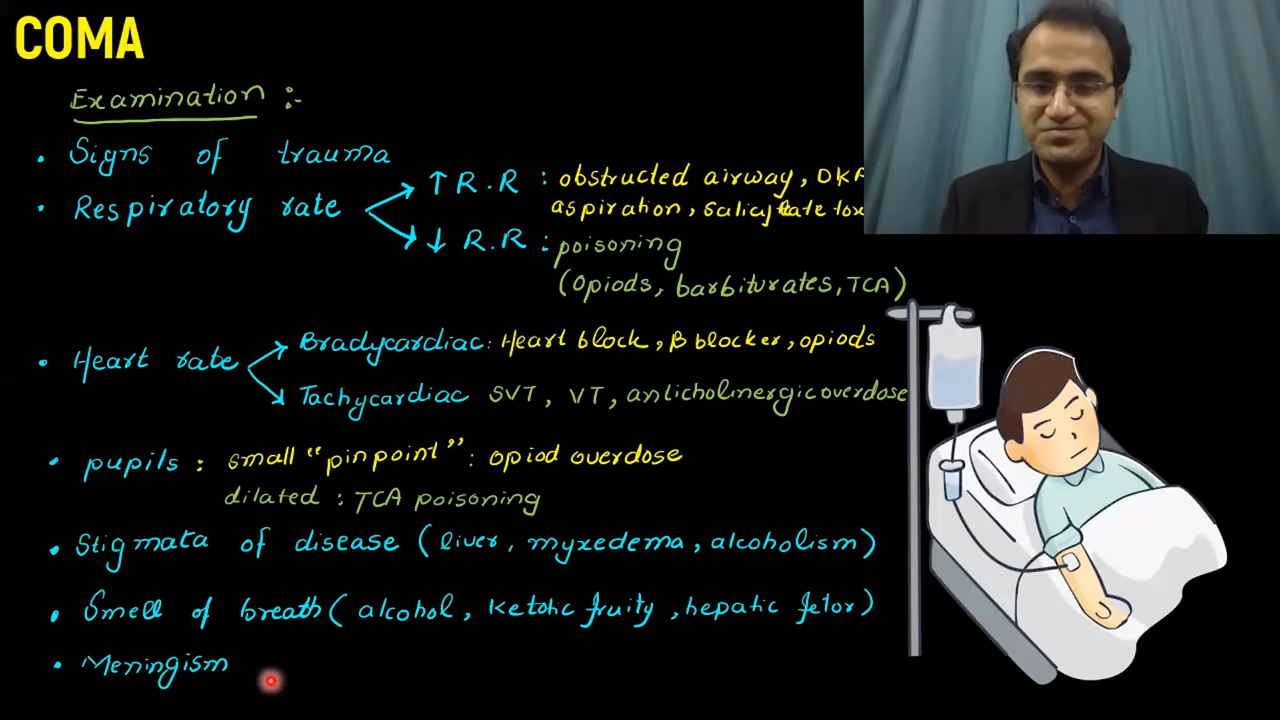 COMA
Examination :-
• Signs of trauma
• Respiratory rate
↑ R.R : obstructed airway, DKA
aspiration, Salicylate tox
↓ R.R : poisoning
(Opiods, barbiturates, TCA)
• Heart rate
Bradycardiac : Heart block, β blocker, opiods
Tachycardiac SVT, VT, anticholinergic overdose
• pupils : small "pin point" : opiod overdose
dilated : TCA poisoning
• Stigmata of disease (liver, myxedema, alcoholism)
• Smell of breath (alcohol, Ketotic fruity, hepatic fetor)
• Meningism